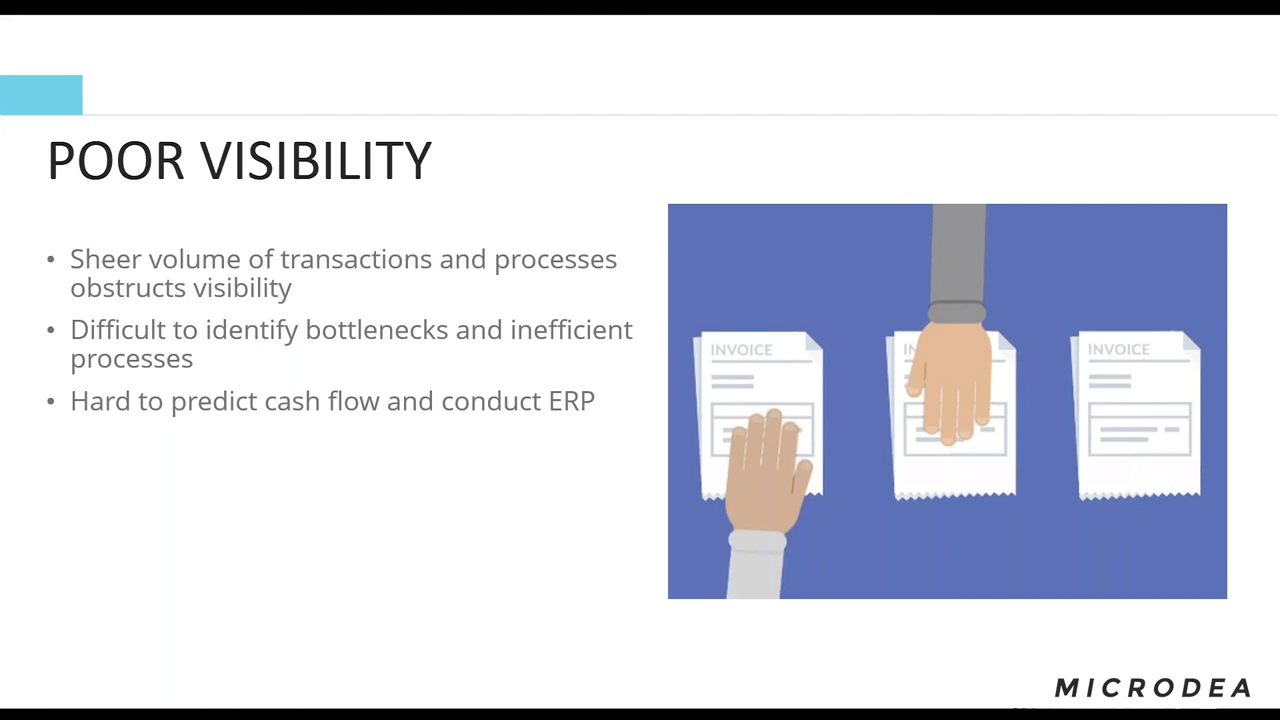 POOR VISIBILITY
• Sheer volume of transactions and processes
obstructs visibility
• Difficult to identify bottlenecks and inefficient
processes
• Hard to predict cash flow and conduct ERP
INVOICE
IN
INVOICE
MICRODEA